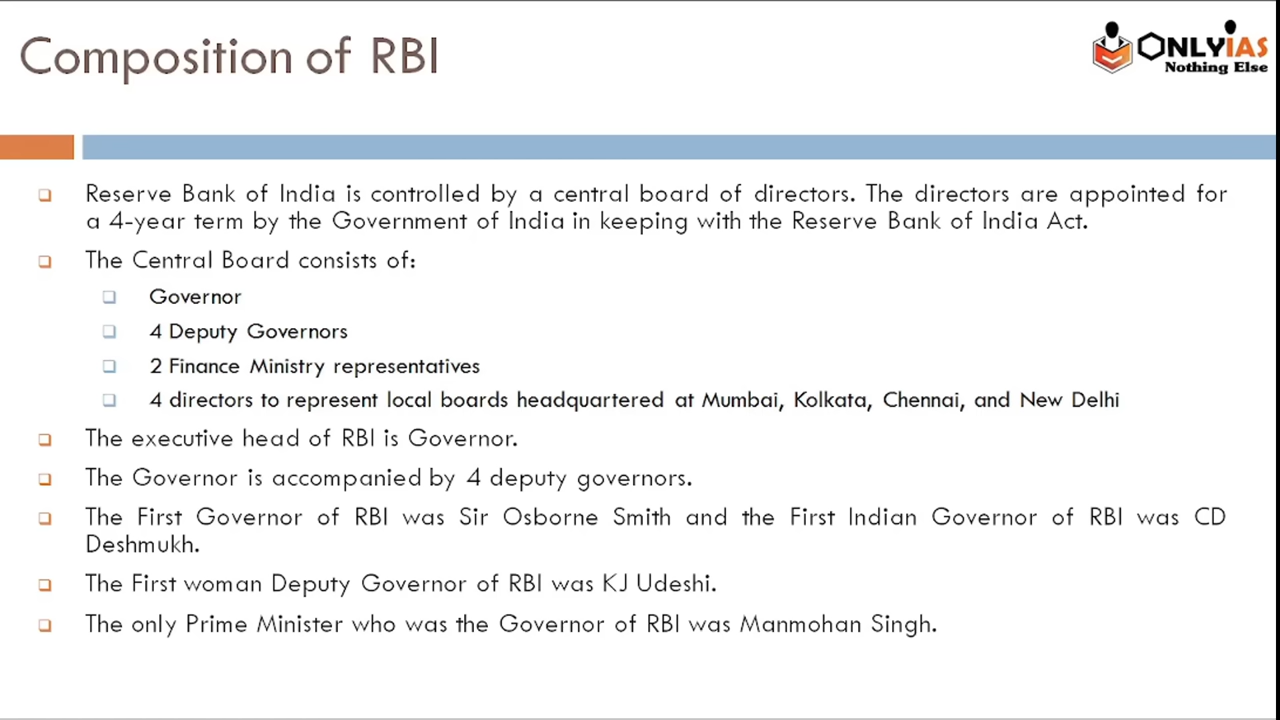 Composition of RBI
ONLYIAS
Nothing Else
Reserve Bank of India is controlled by a central board of directors. The directors are appointed for
a 4-year term by the Government of India in keeping with the Reserve Bank of India Act.
The Central Board consists of:
Governor
4 Deputy Governors
2 Finance Ministry representatives
4 directors to represent local boards headquartered at Mumbai, Kolkata, Chennai, and New Delhi
The executive head of RBI is Governor.
The Governor is accompanied by 4 deputy governors.
The First Governor of RBI was Sir Osborne Smith and the First Indian Governor of RBI was CD
Deshmukh.
The First woman Deputy Governor of RBI was KJ Udeshi.
The only Prime Minister who was the Governor of RBI was Manmohan Singh.